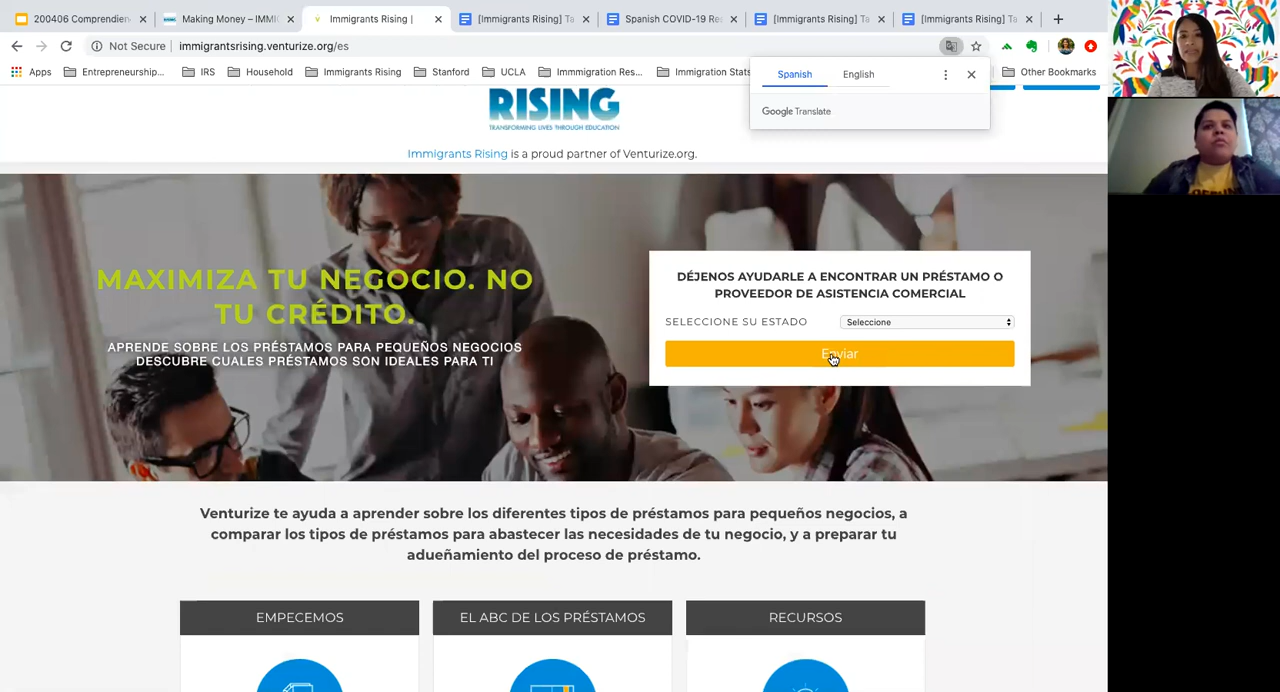 200406 Comprendien
Making Money – IMMI
Immigrants Rising |
[Immigrants Rising] Ta
Spanish COVID-19 Re
[Immigrants Rising] Ta
[Immigrants Rising] Ta
Not Secure | immigrantsrising.venturize.org/es
Apps
Entrepreneurship...
IRS
Household
Immigrants Rising
Stanford
UCLA
Immmigration Res...
Immigration Stats
Other Bookmarks
Spanish
English
Google Translate
RISING
TRANSFORMING LIVES THROUGH EDUCATION
Immigrants Rising is a proud partner of Venturize.org.
MAXIMIZA TU NEGOCIO. NO
TU CRÉDITO.
APRENDE SOBRE LOS PRÉSTAMOS PARA PEQUEÑOS NEGOCIOS
DESCUBRE CUALES PRÉSTAMOS SON IDEALES PARA TI
DÉJENOS AYUDARLE A ENCONTRAR UN PRÉSTAMO O
PROVEEDOR DE ASISTENCIA COMERCIAL
SELECCIONE SU ESTADO
Seleccione
Enviar
Venturize te ayuda a aprender sobre los diferentes tipos de préstamos para pequeños negocios, a
comparar los tipos de préstamos para abastecer las necesidades de tu negocio, y a preparar tu
adueñamiento del proceso de préstamo.
EMPECEMOS
EL ABC DE LOS PRÉSTAMOS
RECURSOS